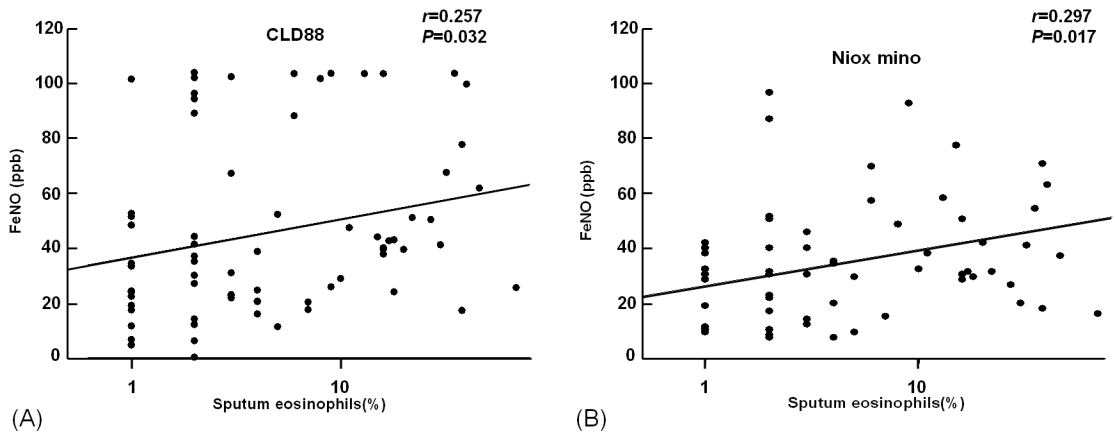 r=0.257
P=0.032
CLD88
120
100
80
60
40
20
0
FeNO (ppb)
1
10
Sputum eosinophils(%)
(A)
r=0.297
P=0.017
Niox mino
120
100
80
60
40
20
0
FeNO (ppb)
1
10
Sputum eosinophils(%)
(B)